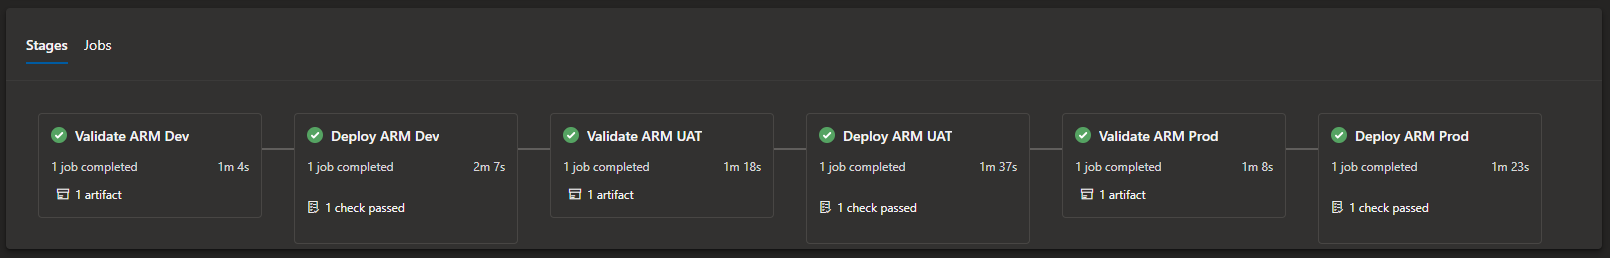 Stages Jobs
Validate ARM Dev
1 job completed 1m 4s
1 artifact
Deploy ARM Dev
1 job completed 2m 7s
1 check passed
Validate ARM UAT
1 job completed 1m 18s
1 artifact
Deploy ARM UAT
1 job completed 1m 37s
1 check passed
Validate ARM Prod
1 job completed 1m 8s
1 artifact
Deploy ARM Prod
1 job completed 1m 23s
1 check passed